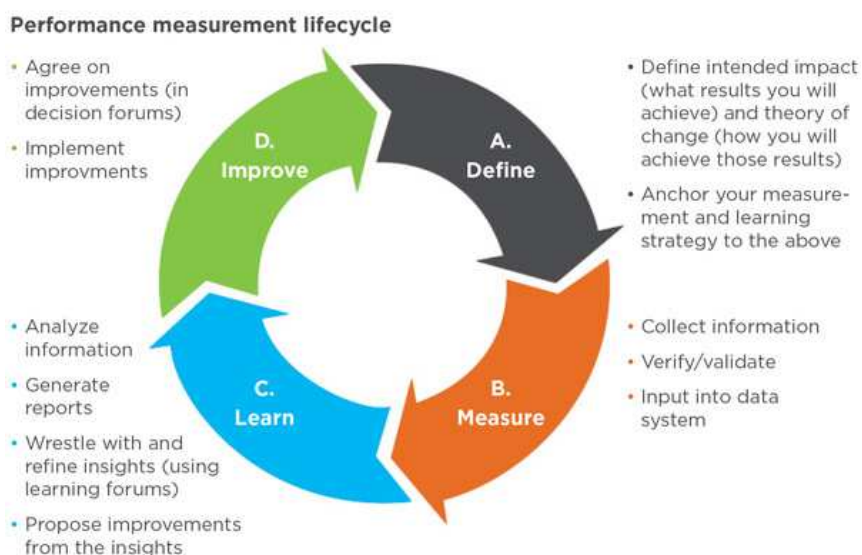 Performance measurement lifecycle
• Agree on
improvements (in
decision forums)
• Implement
improvments
D.
Improve
A.
Define
• Define intended impact
(what results you will
achieve) and theory of
change (how you will
achieve those results)
• Anchor your measure-
ment and learning
strategy to the above
• Analyze
information
• Generate
reports
• Wrestle with and
refine insights (using
learning forums)
• Propose improvements
from the insights
C.
Learn
B.
Measure
• Collect information
• Verify/validate
• Input into data
system